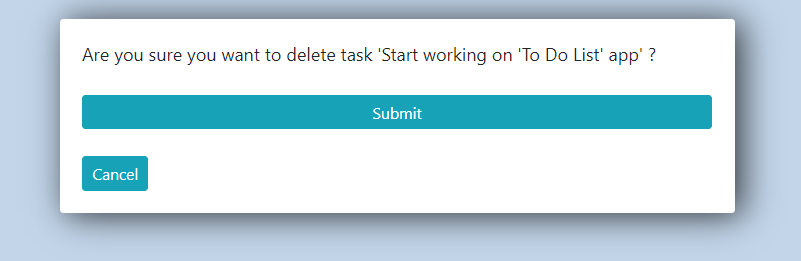 Are you sure you want to delete task 'Start working on 'To Do List' app' ?
Submit
Cancel